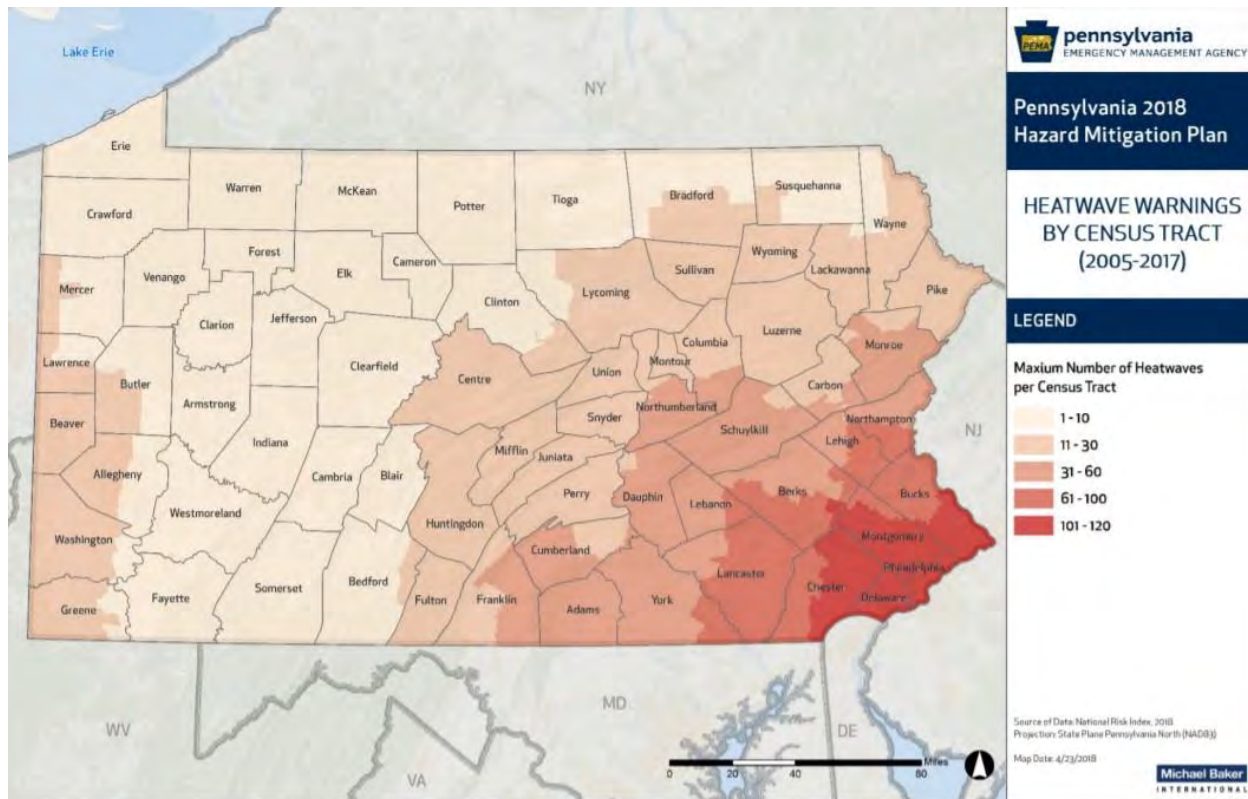 Lake Erie
NY
Erie
Warren
McKean
Potter
Tioga
Bradford
Susquehanna
Crawford
Wayne
Forest
Wyoming
Cameron
Sullivan
Lackawanna
Elk
Venango
Mercer
Pike
Lycoming
Clinton
Clarion
Jefferson
Luzerne
Columbia
Monroe
Lawrence
Montour
Clearfield
Union
Centre
Butler
Carbon
Armstrong
Northumberland
Snyder
Northampton
Beaver
Schuylkill
NJ
Lehigh
Indiana
Mifflin
Juniata
Allegheny
Cambria
Blair
Berks
Bucks
Perry
Dauphin
Lebanon
Westmoreland
Huntingdon
Montgomery
Washington
Cumberland
Philadelphia
Lancaster
Chester
Bedford
Somerset
Delaware
Fayette
Fulton
Franklin
York
Adams
Greene
MD
WV
DE
VA
Miles
0 20 40 80
PEMA
pennsylvania
EMERGENCY MANAGEMENT AGENCY
Pennsylvania 2018
Hazard Mitigation Plan
HEATWAVE WARNINGS
BY CENSUS TRACT
(2005-2017)
LEGEND
Maxium Number of Heatwaves
per Census Tract
1 - 10
11 - 30
31 - 60
61 - 100
101 - 120
Source of Data: National Risk Index, 2018
Projection: State Plane Pennsylvania North (NAD83)
Map Date: 4/23/2018
Michael Baker
INTERNATIONAL